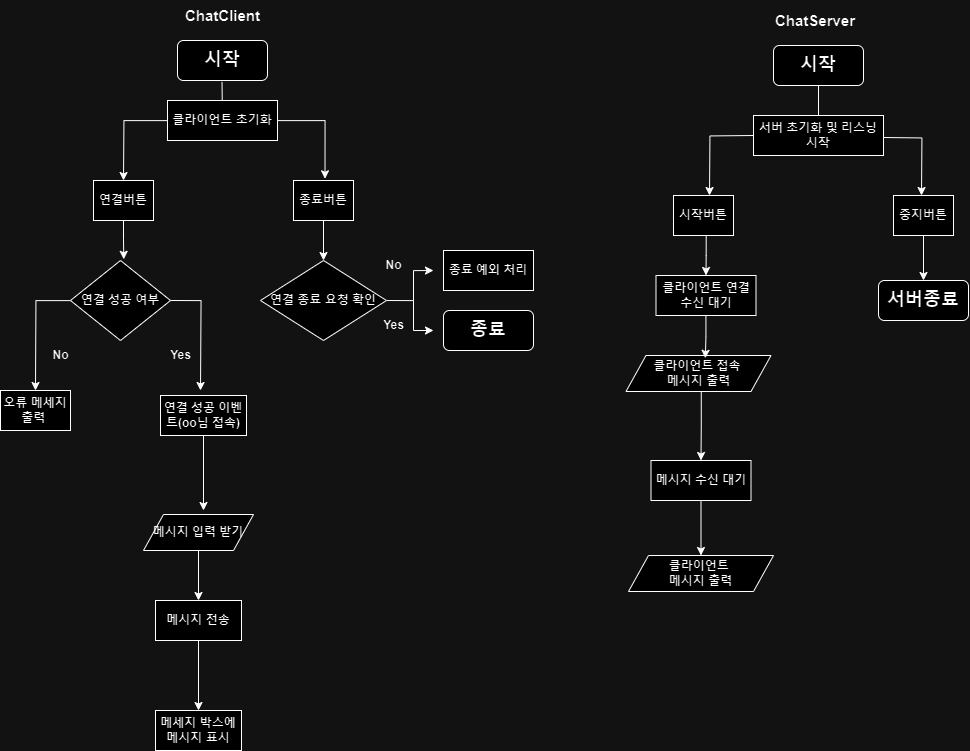 ChatClient
시작
클라이언트 초기화
연결버튼
종료버튼
연결 성공 여부
연결 종료 요청 확인
No
종료 예외 처리
Yes
종료
No
Yes
오류 메세지
출력
연결 성공 이벤
트(oo님 접속)
메시지 입력 받기
메시지 전송
메세지 박스에
메시지 표시
ChatServer
시작
서버 초기화 및 리스닝
시작
시작버튼
중지버튼
클라이언트 연결
수신 대기
서버종료
클라이언트 접속
메시지 출력
메시지 수신 대기
클라이언트
메시지 출력